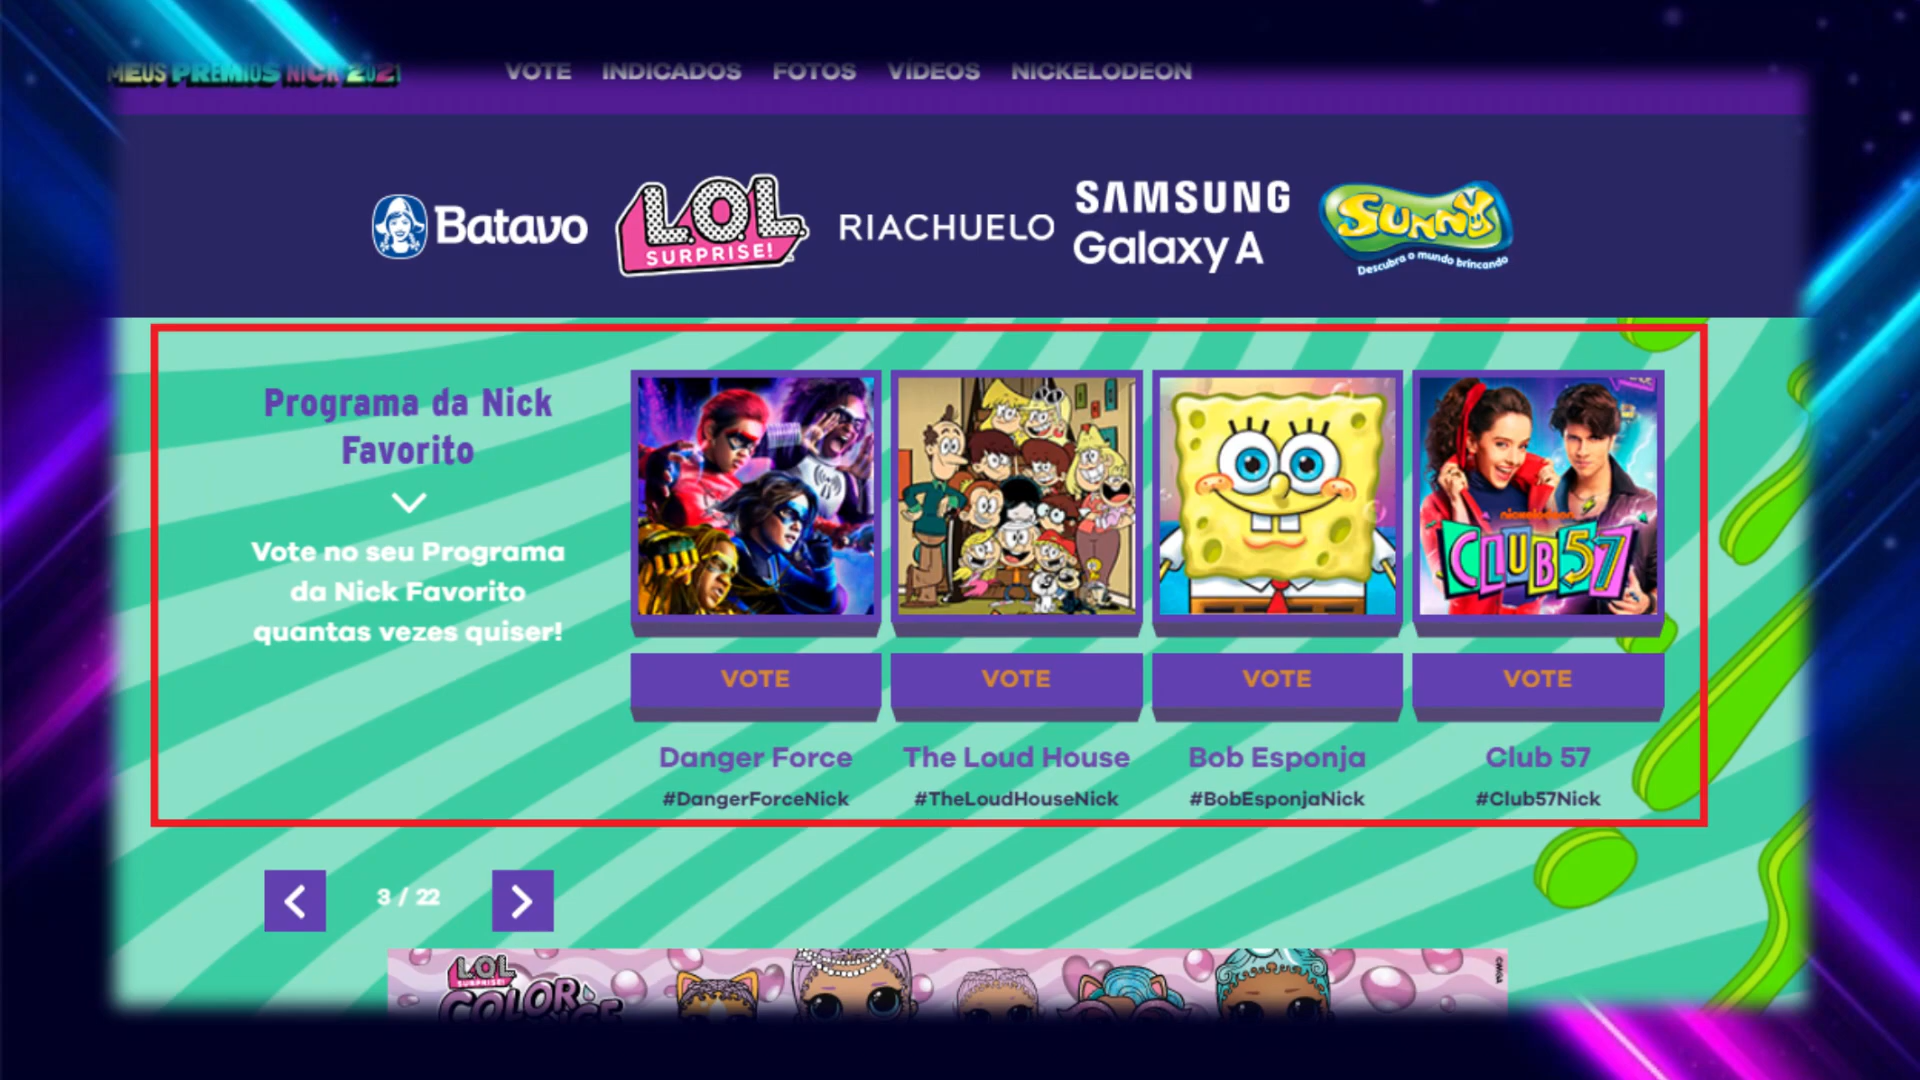 MEUS PRÊMIOS NICK 2021
VOTE INDICADOS FOTOS VÍDEOS NICKELODEON
Batavo
L.O.L.
SURPRISE!
RIACHUELO
SAMSUNG
Galaxy A
SUNNY
Descubra o mundo brincando
Programa da Nick
Favorito
Vote no seu Programa
da Nick Favorito
quantas vezes quiser!
nickelodeon
CLUB 57
VOTE VOTE VOTE VOTE
Danger Force The Loud House Bob Esponja Club 57
#DangerForceNick #TheLoudHouseNick #BobEsponjaNick #Club57Nick
3 / 22
L.O.L.
SURPRISE!
COLOR